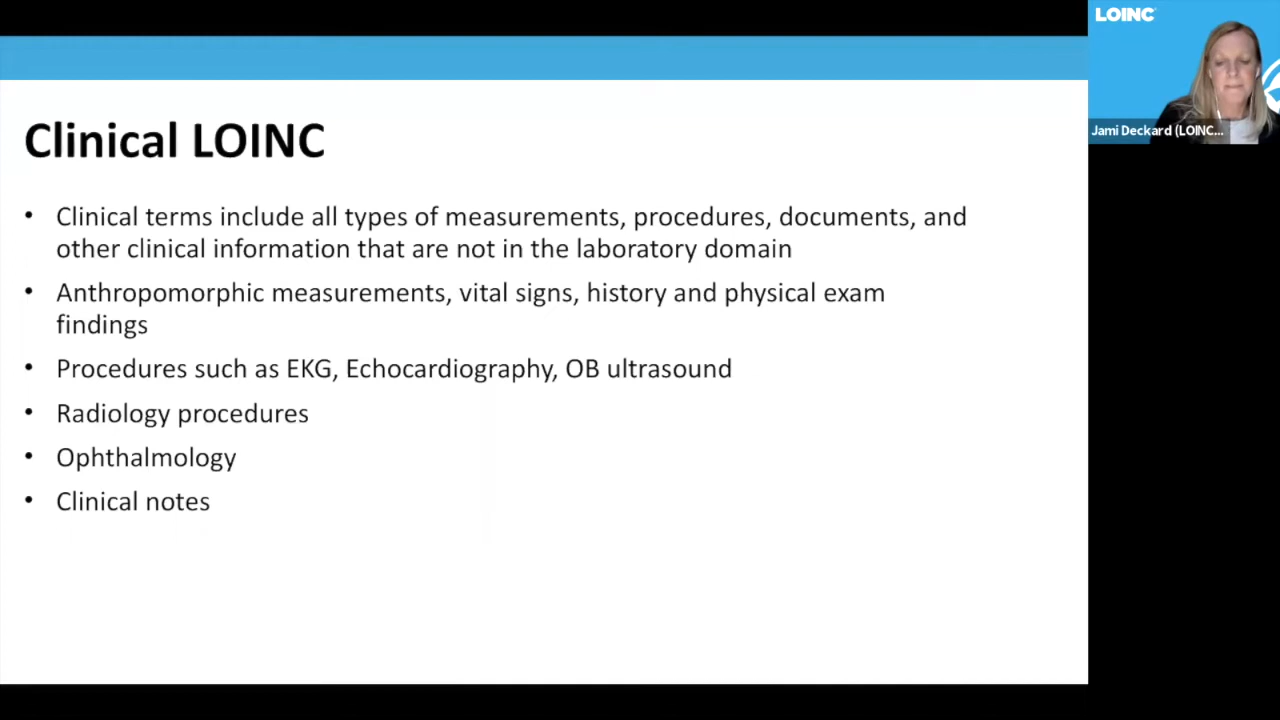 LOINC
Jami Deckard (LOINC...
Clinical LOINC
• Clinical terms include all types of measurements, procedures, documents, and
other clinical information that are not in the laboratory domain
• Anthropomorphic measurements, vital signs, history and physical exam
findings
• Procedures such as EKG, Echocardiography, OB ultrasound
• Radiology procedures
• Ophthalmology
• Clinical notes